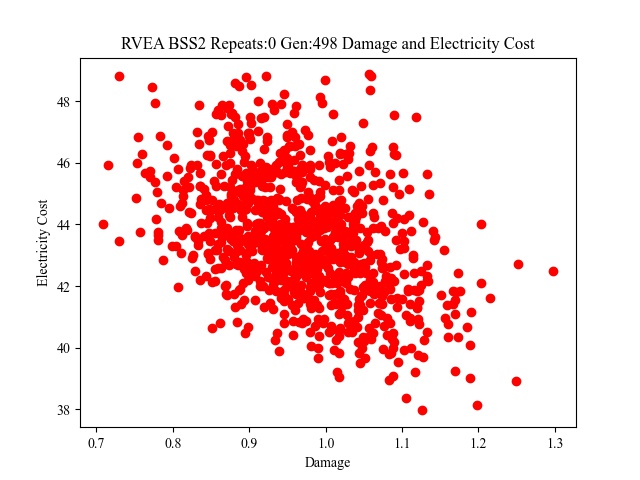 RVEA BSS2 Repeats:0 Gen:498 Damage and Electricity Cost
48
46
44
42
40
38
Electricity Cost
0.7 0.8 0.9 1.0 1.1 1.2 1.3
Damage